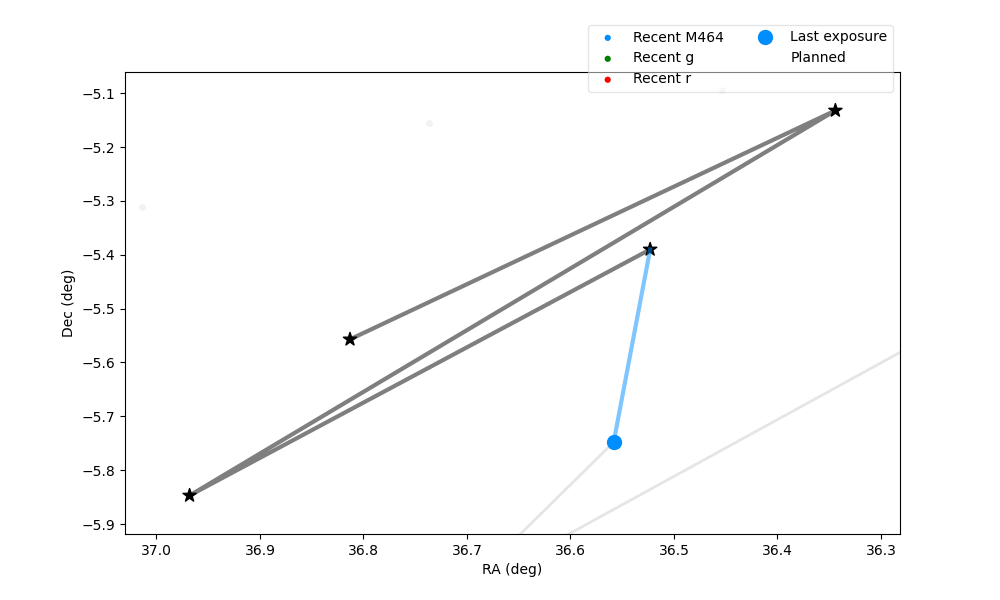 Recent M464
Recent g
Recent r
Last exposure
Planned
−5.1
−5.2
−5.3
−5.4
−5.5
−5.6
−5.7
−5.8
−5.9
Dec (deg)
37.0 36.9 36.8 36.7 36.6 36.5 36.4 36.3
RA (deg)